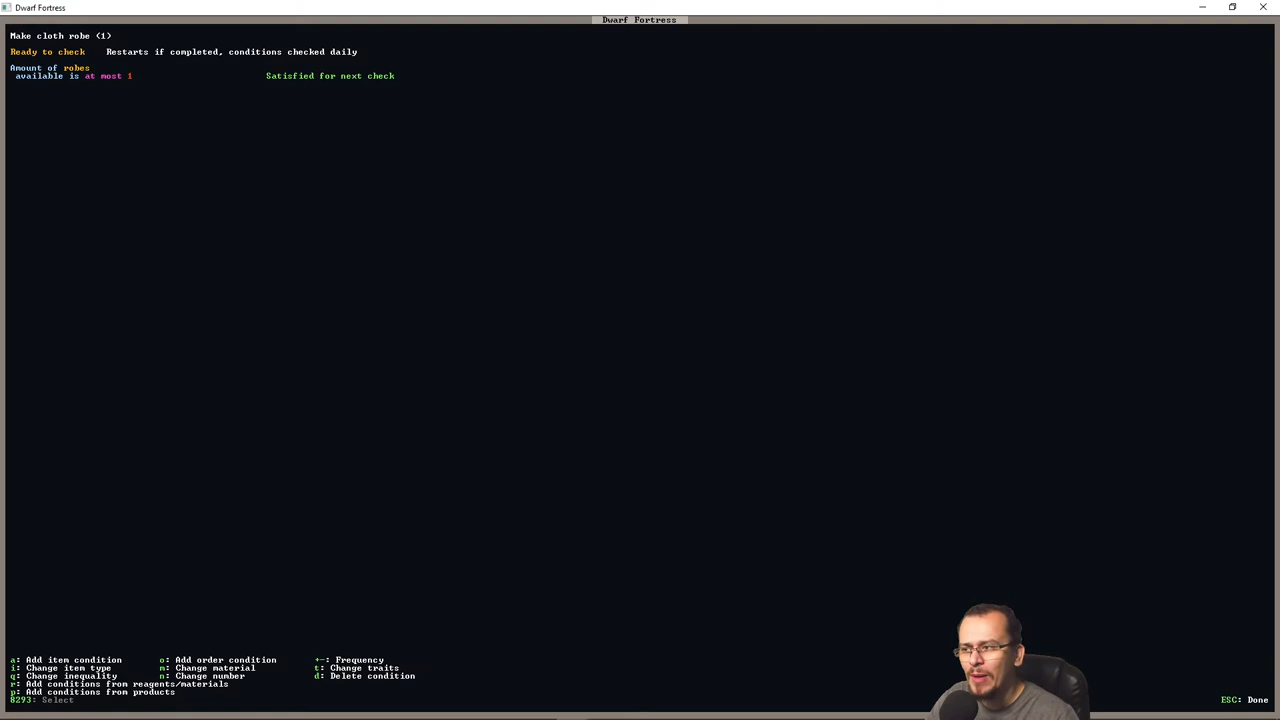 Dwarf Fortress
Dwarf Fortress
Make cloth robe (1)
Ready to check Restarts if completed, conditions checked daily
Amount of robes
available is at most 1 Satisfied for next check
a: Add item condition o: Add order condition +-: Frequency
i: Change item type m: Change material t: Change traits
q: Change inequality n: Change number d: Delete condition
r: Add conditions from reagents/materials
p: Add conditions from products
8293: Select ESC: Done